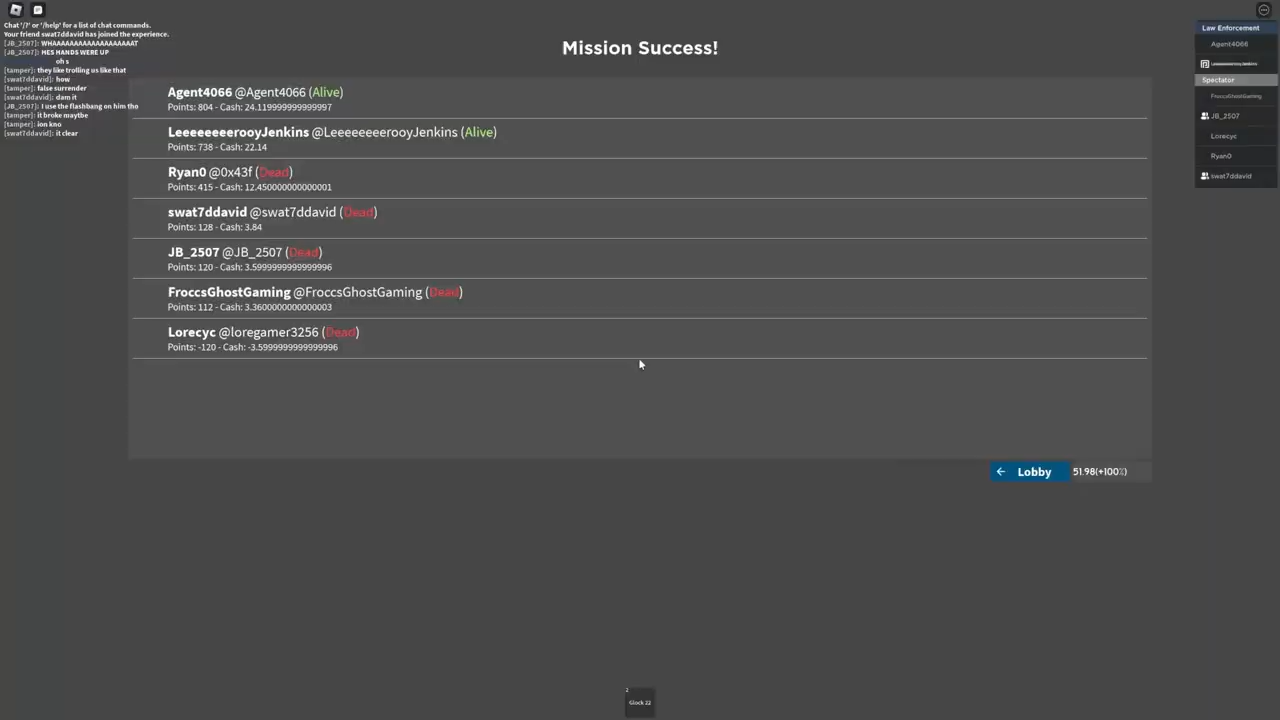 Chat '/?' or '/help' for a list of chat commands.
Your friend swat7ddavid has joined the experience.
[JB_2507]: WHAAAAAAAAAAAAAAAAAAT
[JB_2507]: HES HANDS WERE UP
oh s
[tamper]: they like trolling us like that
[swat7ddavid]: how
[tamper]: false surrender
[swat7ddavid]: dam it
[JB_2507]: I use the flashbang on him tho
[tamper]: it broke maytbe
[tamper]: ion kno
[swat7ddavid]: it clear
Mission Success!
Agent4066 @Agent4066 (Alive)
Points: 804 - Cash: 24.119999999999997
LeeeeeeerooyJenkins @LeeeeeeerooyJenkins (Alive)
Points: 738 - Cash: 22.14
Ryan0 @0x43f (Dead)
Points: 415 - Cash: 12.450000000000001
swat7ddavid @swat7ddavid (Dead)
Points: 128 - Cash: 3.84
JB_2507 @JB_2507 (Dead)
Points: 120 - Cash: 3.5999999999999996
FroccsGhostGaming @FroccsGhostGaming (Dead)
Points: 112 - Cash: 3.3600000000000003
Lorecyc @loregamer3256 (Dead)
Points: -120 - Cash: -3.5999999999999996
Lobby 51.98(+100%)
Law Enforcement
Agent4066
LeeeeeeerooyJenkins
Spectator
FroccsGhostGaming
JB_2507
Lorecyc
Ryan0
swat7ddavid
2
Glock 22